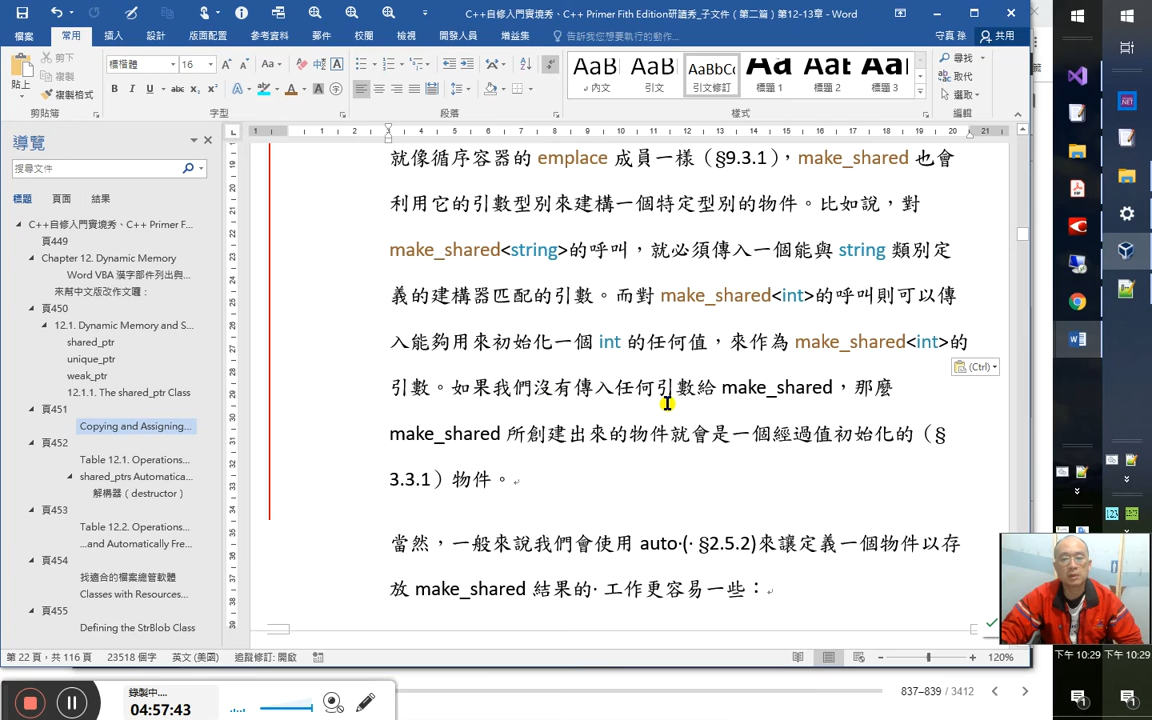 C++自修入門實境秀、C++ Primer Fith Edition研讀秀_子文件（第二篇）第12-13章 - Word
檔案 常用 插入 設計 版面配置 參考資料 郵件 校閱 檢視 開發人員 增益集 告訴我您想要執行的動作... 守真 孫 共用
貼上 剪下 複製 複製格式 剪貼簿
標楷體 16 字型
段落
AaB AaB AaBbCc Aa Aat Aa
內文 引文 引文修訂 標題 1 標題 2 標題 3 樣式
尋找 取代 選取 編輯
導覽
搜尋文件
標題 頁面 結果
C++自修入門實境秀、C++ Primer F...
頁449
Chapter 12. Dynamic Memory
Word VBA 漢字部件列出與...
來幫中文版改作文囉：
頁450
12.1. Dynamic Memory and S...
shared_ptr
unique_ptr
weak_ptr
12.1.1. The shared_ptr Class
頁451
Copying and Assigning...
頁452
Table 12.1. Operations...
shared_ptrs Automatica...
解構器（destructor）
頁453
Table 12.2. Operations...
...and Automatically Fre...
頁454
找適合的檔案總管軟體
Classes with Resources...
頁455
Defining the StrBlob Class
就像循序容器的 emplace 成員一樣（§9.3.1），make_shared 也會
利用它的引數型別來建構一個特定型別的物件。比如說，對
make_shared<string>的呼叫，就必須傳入一個能與 string 類別定
義的建構器匹配的引數。而對 make_shared<int>的呼叫則可以傳
入能夠用來初始化一個 int 的任何值，來作為 make_shared<int>的
(Ctrl)
引數。如果我們沒有傳入任何引數給 make_shared，那麼
make_shared 所創建出來的物件就會是一個經過值初始化的（§
3.3.1）物件。
當然，一般來說我們會使用 auto·(· §2.5.2)來讓定義一個物件以存
放 make_shared 結果的· 工作更容易一些：
第 22 頁，共 116 頁 23518 個字 英文 (美國) 追蹤修訂: 開啟 120%
錄製中....
04:57:43
837–839 / 3412
下午 10:29 下午 10:29